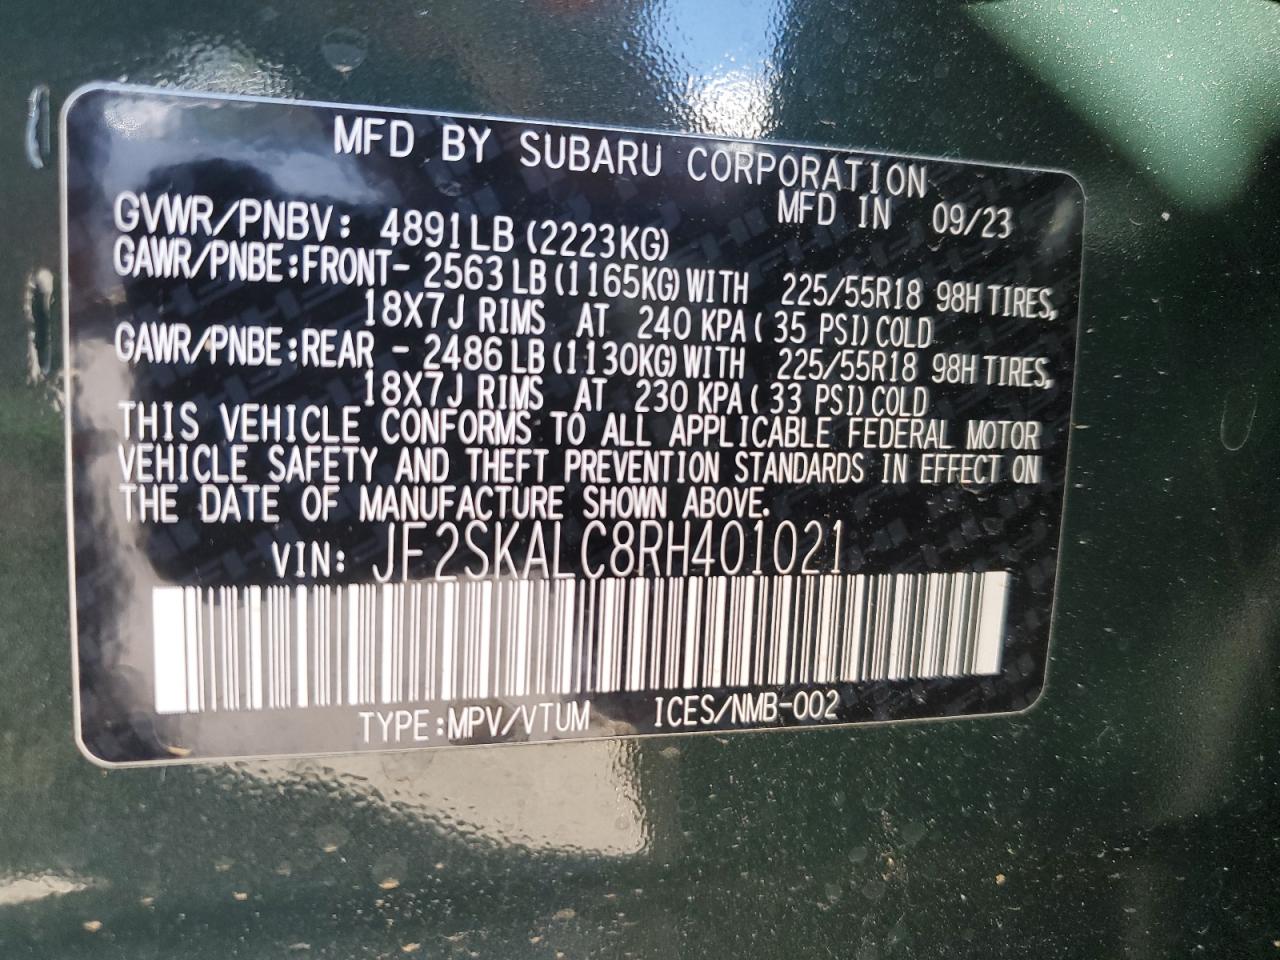 MFD BY SUBARU CORPORATION
MFD IN 09/23
GVWR/PNBV: 4891LB (2223KG)
GAWR/PNBE:FRONT- 2563LB(1165KG)WITH 225/55R18 98H TIRES,
18X7J RIMS AT 240 KPA( 35 PSI)COLD
GAWR/PNBE:REAR - 2486LB(1130KG)WITH 225/55R18 98H TIRES,
18X7J RIMS AT 230 KPA( 33 PSI)COLD
THIS VEHICLE CONFORMS TO ALL APPLICABLE FEDERAL MOTOR
VEHICLE SAFETY AND THEFT PREVENTION STANDARDS IN EFFECT ON
THE DATE OF MANUFACTURE SHOWN ABOVE.
VIN: JF2SKALC8RH401021
TYPE:MPV/VTUM ICES/NMB-002